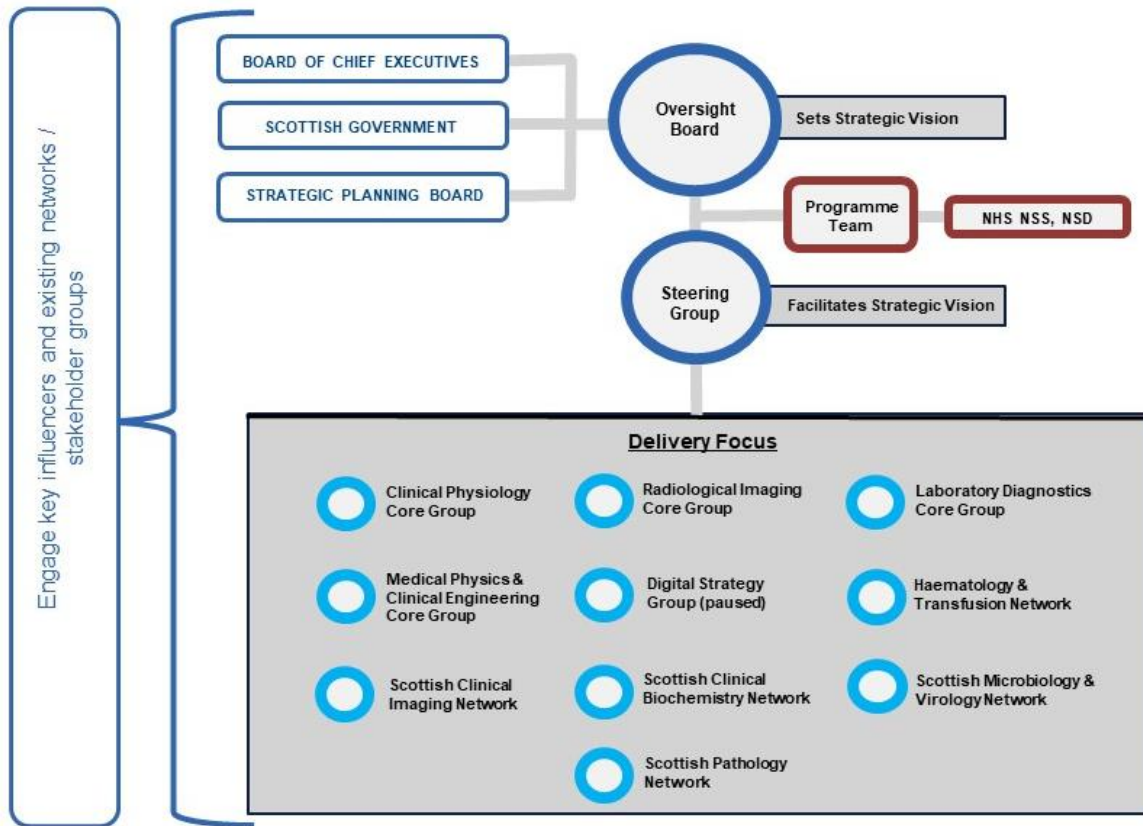 Engage key influencers and existing networks /
stakeholder groups
BOARD OF CHIEF EXECUTIVES
SCOTTISH GOVERNMENT
STRATEGIC PLANNING BOARD
Oversight
Board
Sets Strategic Vision
Programme
Team
NHS NSS, NSD
Steering
Group
Facilitates Strategic Vision
Delivery Focus
Clinical Physiology
Core Group
Radiological Imaging
Core Group
Laboratory Diagnostics
Core Group
Medical Physics &
Clinical Engineering
Core Group
Digital Strategy
Group (paused)
Haematology &
Transfusion Network
Scottish Clinical
Imaging Network
Scottish Clinical
Biochemistry Network
Scottish Microbiology &
Virology Network
Scottish Pathology
Network